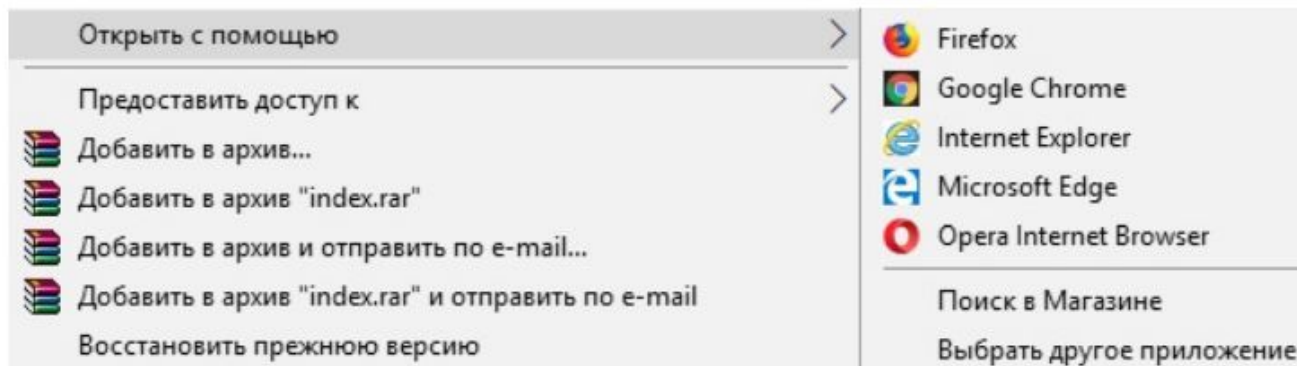 Открыть с помощью
Предоставить доступ к
Добавить в архив...
Добавить в архив "index.rar"
Добавить в архив и отправить по e-mail...
Добавить в архив "index.rar" и отправить по e-mail
Восстановить прежнюю версию
Firefox
Google Chrome
Internet Explorer
Microsoft Edge
Opera Internet Browser
Поиск в Магазине
Выбрать другое приложение